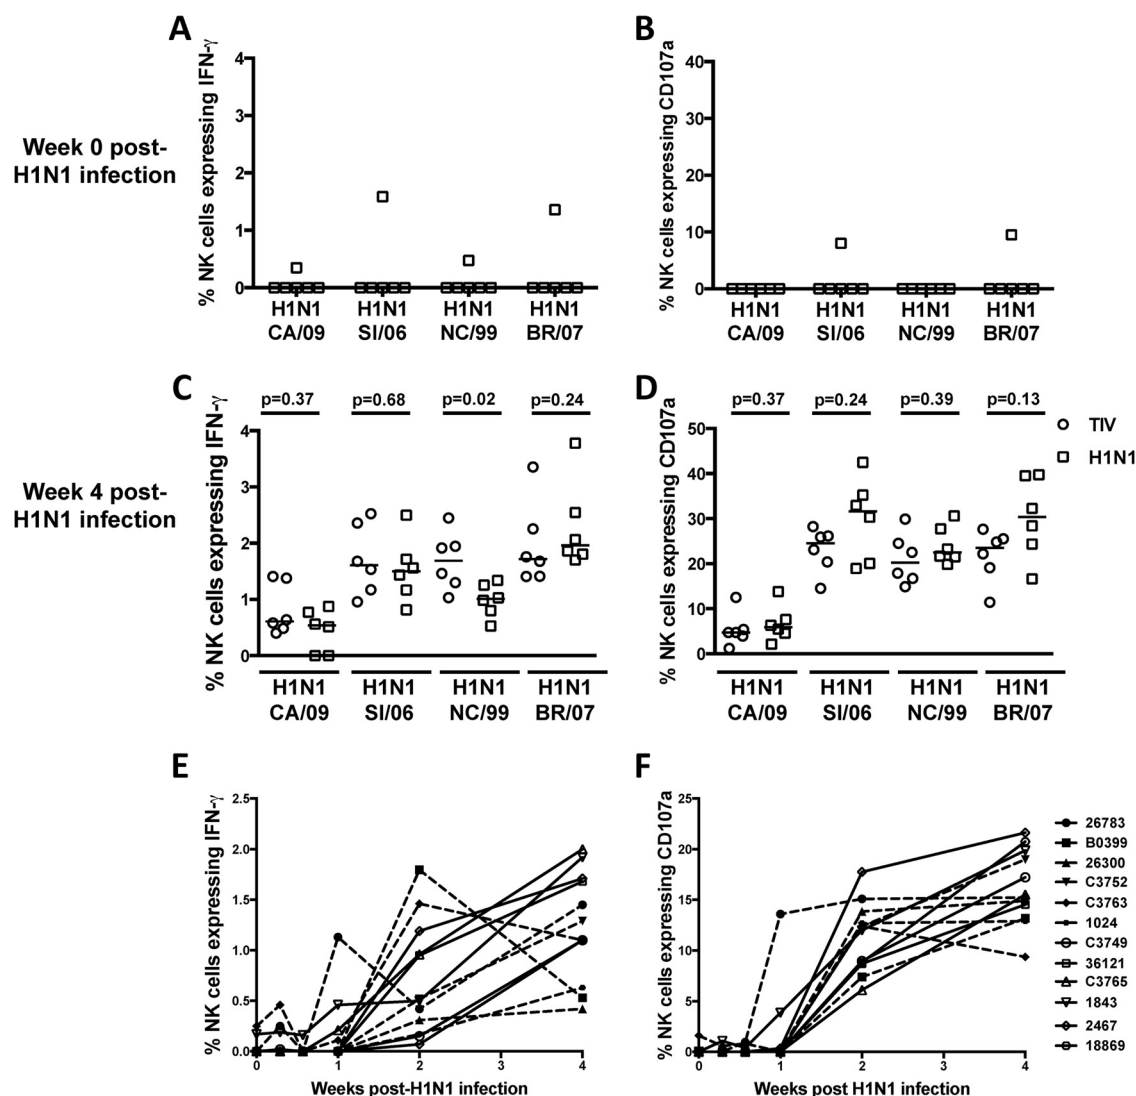 A
B
% NK cells expressing IFN-γ
4
3
2
1
0
% NK cells expressing CD107a
40
30
20
10
0
Week 0 post-
H1N1 infection
H1N1 H1N1 H1N1 H1N1
CA/09 SI/06 NC/99 BR/07
H1N1 H1N1 H1N1 H1N1
CA/09 SI/06 NC/99 BR/07
C
D
p=0.37 p=0.68 p=0.02 p=0.24
p=0.37 p=0.24 p=0.39 p=0.13
% NK cells expressing IFN-γ
4
3
2
1
0
% NK cells expressing CD107a
50
40
30
20
10
0
TIV
H1N1
Week 4 post-
H1N1 infection
H1N1 H1N1 H1N1 H1N1
CA/09 SI/06 NC/99 BR/07
H1N1 H1N1 H1N1 H1N1
CA/09 SI/06 NC/99 BR/07
E
F
% NK cells expressing IFN-γ
2.5
2.0
1.5
1.0
0.5
0.0
0 1 2 3 4
Weeks post-H1N1 infection
% NK cells expressing CD107a
25
20
15
10
5
0
0 1 2 3 4
Weeks post H1N1 infection
26783
B0399
26300
C3752
C3763
1024
C3749
36121
C3765
1843
2467
18869